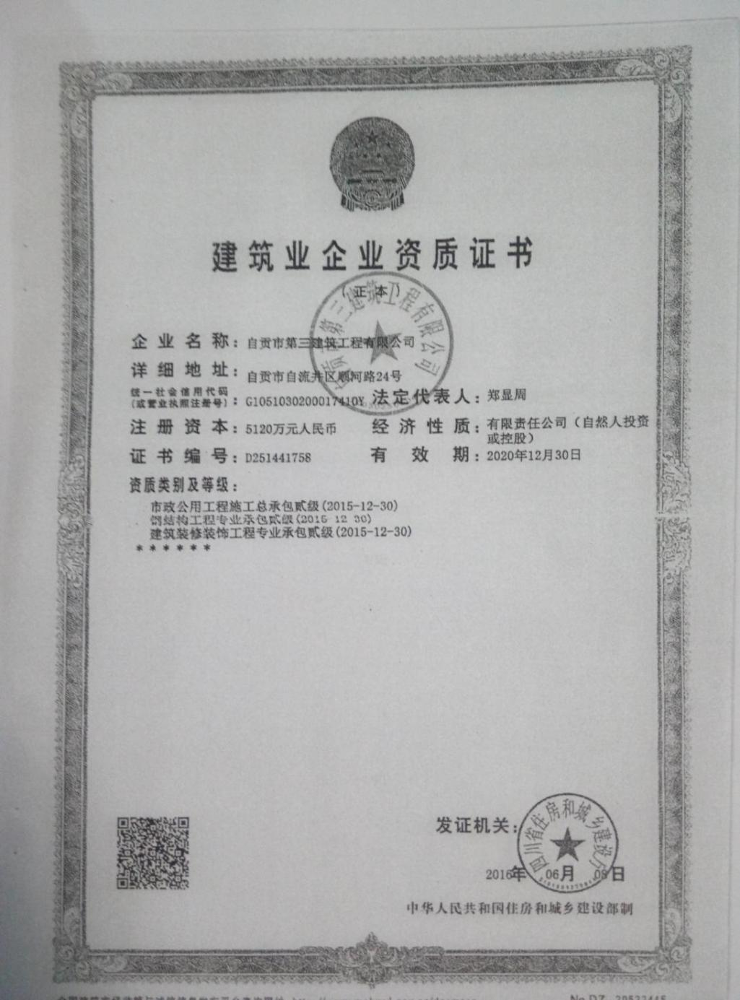 建筑业企业资质证书
（正本）
第三建筑工程有限公司
企业名称：自贡市第三建筑工程有限公司
详细地址：自贡市自流井区顺河路24号
统一社会信用代码
（或营业执照注册号）：G1051030200017410Y 法定代表人：郑显周
注册资本：5120万元人民币 经济性质：有限责任公司（自然人投资
或控股）
证书编号：D251441758 有效期：2020年12月30日
资质类别及等级：
市政公用工程施工总承包贰级(2015-12-30)
钢结构工程专业承包贰级(2015-12-30)
建筑装修装饰工程专业承包贰级(2015-12-30)
******
发证机关：
四川省住房和城乡建设厅
2016年 06月 08日
中华人民共和国住房和城乡建设部制
No.DZ